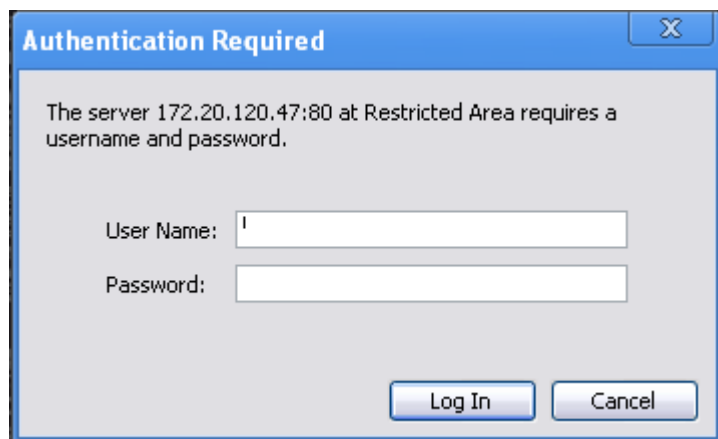 Authentication Required
The server 172.20.120.47:80 at Restricted Area requires a
username and password.
User Name:
Password:
Log In Cancel